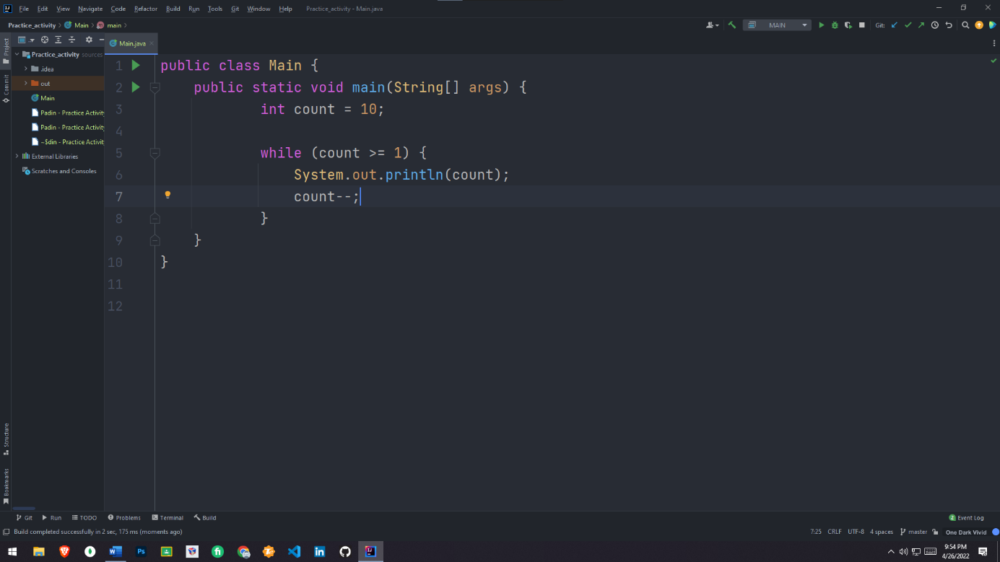 File Edit View Navigate Code Refactor Build Run Tools Git Window Help Practice_activity - Main.java
Practice_activity Main main MAIN Git:
Project
Main.java
Practice_activity sources
.idea
out
Main
Padin - Practice Activity
Padin - Practice Activity
~$din - Practice Activit
External Libraries
Scratches and Consoles
Commit
Structure
Bookmarks
1 public class Main {
2 public static void main(String[] args) {
3 int count = 10;
4
5 while (count >= 1) {
6 System.out.println(count);
7 count--;
8 }
9 }
10 }
11
12
Git Run TODO Problems Terminal Build 2 Event Log
Build completed successfully in 2 sec, 175 ms (moments ago) 7:25 CRLF UTF-8 4 spaces master One Dark Vivid
9:54 PM
4/26/2022